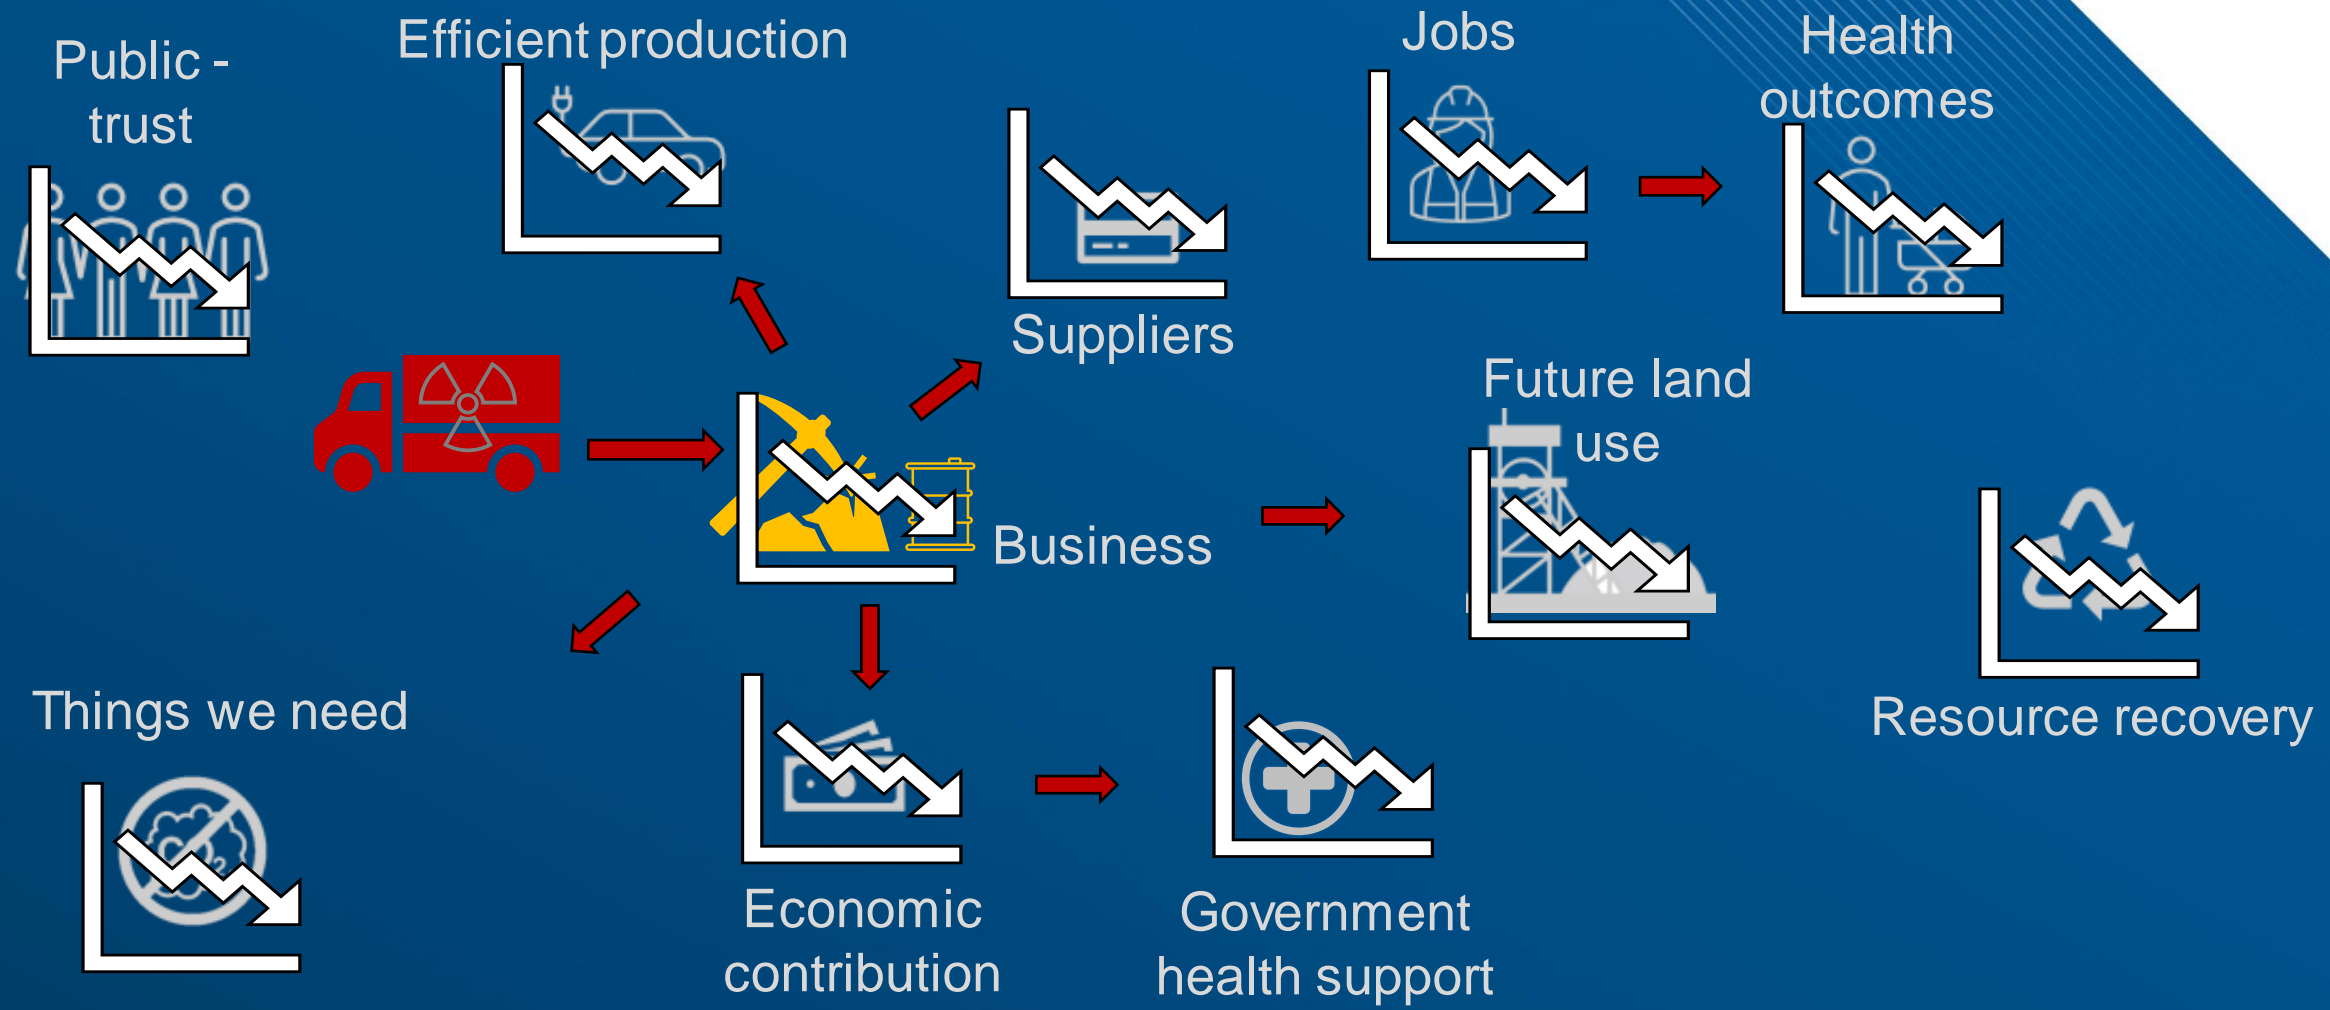 Public -
trust
Efficient production
Jobs
Health
outcomes
Suppliers
Future land
use
Business
Things we need
Resource recovery
CO2
Economic
contribution
Government
health support